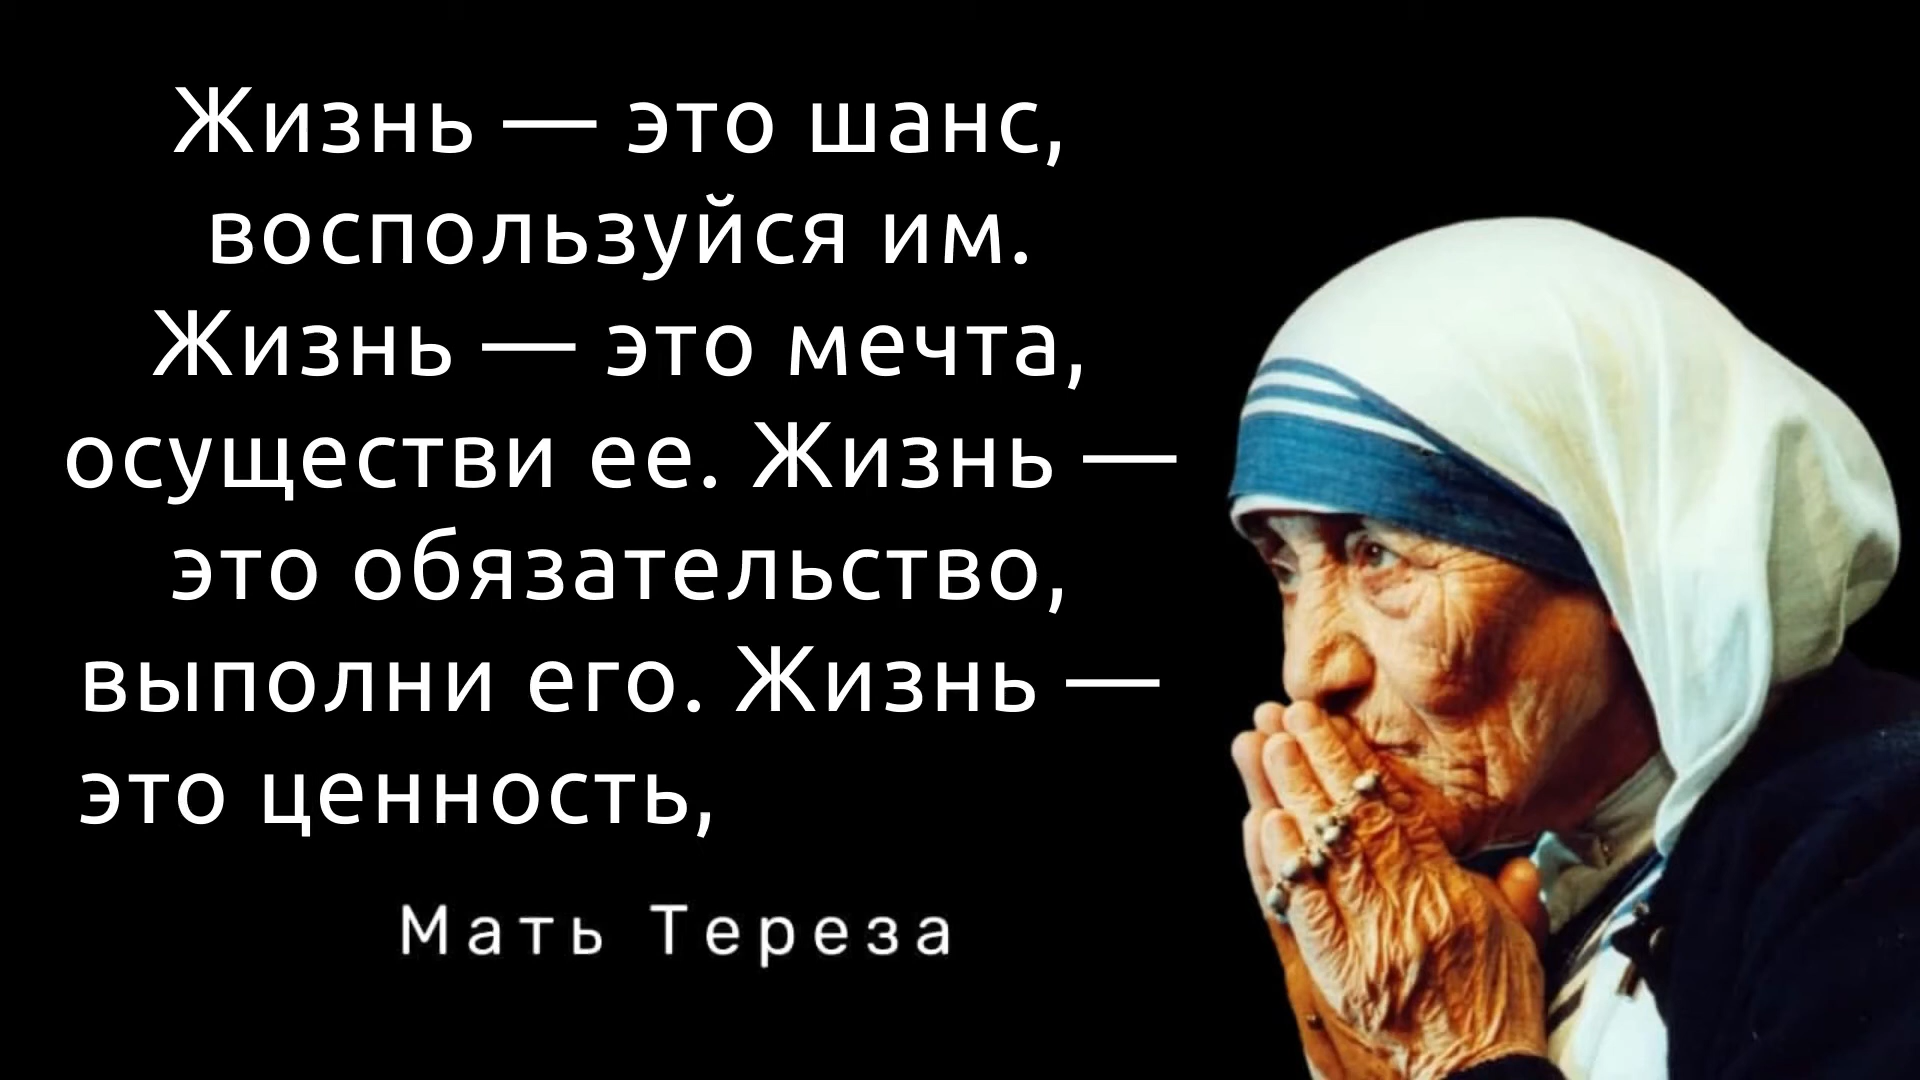 Жизнь — это шанс,
воспользуйся им.
Жизнь — это мечта,
осуществи ее. Жизнь —
это обязательство,
выполни его. Жизнь —
это ценность,
Мать Тереза